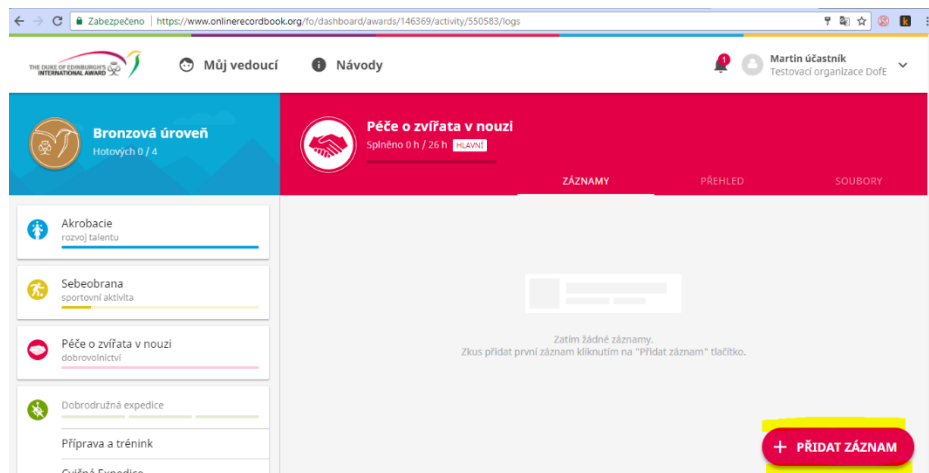 Zabezpečeno | https://www.onlinerecordbook.org/fo/dashboard/awards/146369/activity/550583/logs
THE DUKE OF EDINBURGH'S
INTERNATIONAL AWARD
Můj vedoucí
Návody
Martin účastník
Testovací organizace DofE
Bronzová úroveň
Hotových 0 / 4
Péče o zvířata v nouzi
Splněno 0 h / 26 h HLAVNÍ
ZÁZNAMY PŘEHLED SOUBORY
Akrobacie
rozvoj talentu
Sebeobrana
sportovní aktivita
Péče o zvířata v nouzi
dobrovolnictví
Dobrodružná expedice
Příprava a trénink
Cvičná Expedice
Zatím žádné záznamy.
Zkus přidat první záznam kliknutím na "Přidat záznam" tlačítko.
+ PŘIDAT ZÁZNAM